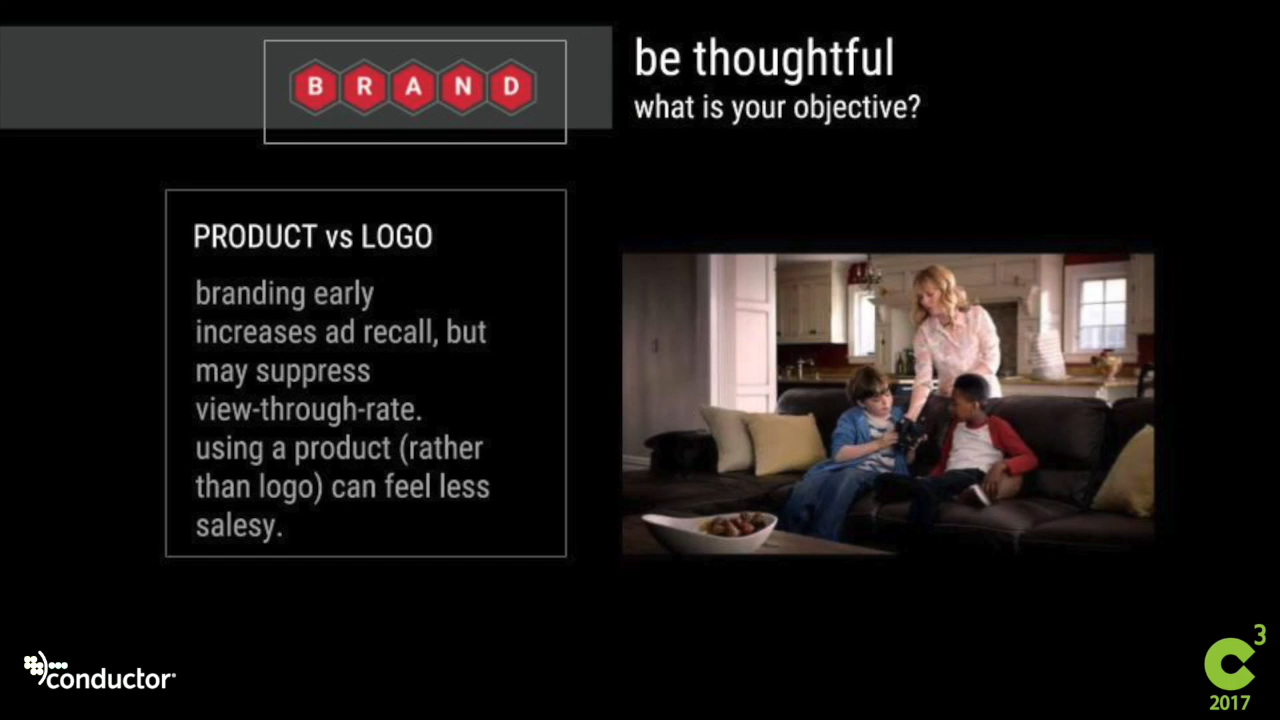 BRAND
be thoughtful
what is your objective?
PRODUCT vs LOGO
branding early
increases ad recall, but
may suppress
view-through-rate.
using a product (rather
than logo) can feel less
salesy.
conductor
C3
2017